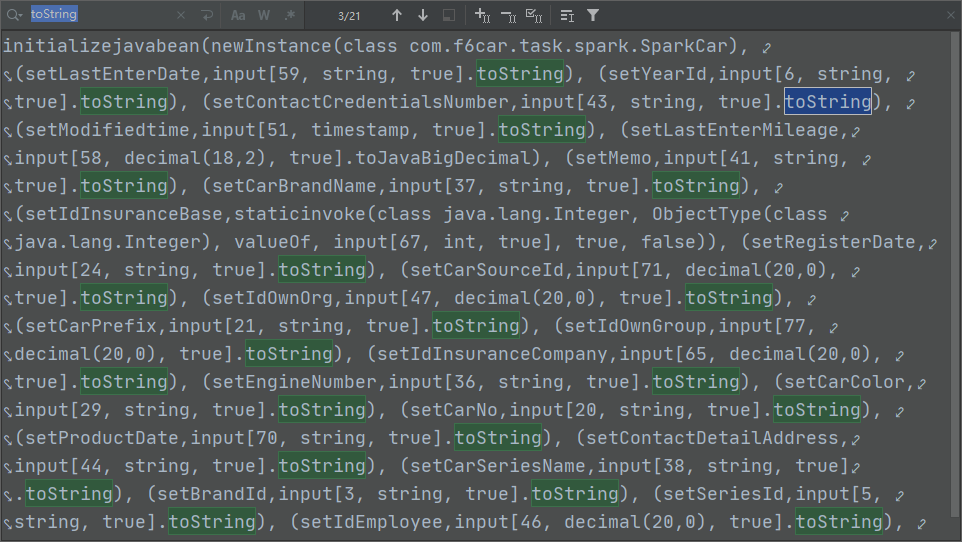 toString Aa W .* 3/21
initializejavabean(newInstance(class com.f6car.task.spark.SparkCar),
(setLastEnterDate,input[59, string, true].toString), (setYearId,input[6, string,
true].toString), (setContactCredentialsNumber,input[43, string, true].toString),
(setModifiedtime,input[51, timestamp, true].toString), (setLastEnterMileage,
input[58, decimal(18,2), true].toJavaBigDecimal), (setMemo,input[41, string,
true].toString), (setCarBrandName,input[37, string, true].toString),
(setIdInsuranceBase,staticinvoke(class java.lang.Integer, ObjectType(class
java.lang.Integer), valueOf, input[67, int, true], true, false)), (setRegisterDate,
input[24, string, true].toString), (setCarSourceId,input[71, decimal(20,0),
true].toString), (setIdOwnOrg,input[47, decimal(20,0), true].toString),
(setCarPrefix,input[21, string, true].toString), (setIdOwnGroup,input[77,
decimal(20,0), true].toString), (setIdInsuranceCompany,input[65, decimal(20,0),
true].toString), (setEngineNumber,input[36, string, true].toString), (setCarColor,
input[29, string, true].toString), (setCarNo,input[20, string, true].toString),
(setProductDate,input[70, string, true].toString), (setContactDetailAddress,
input[44, string, true].toString), (setCarSeriesName,input[38, string, true]
.toString), (setBrandId,input[3, string, true].toString), (setSeriesId,input[5,
string, true].toString), (setIdEmployee,input[46, decimal(20,0), true].toString),